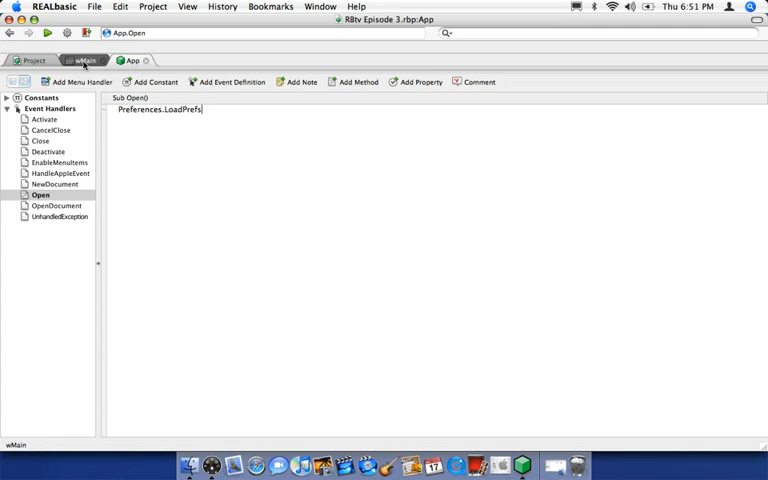 REALbasic File Edit Project View History Bookmarks Window Help Thu 6:51 PM
RBtv Episode 3.rbp:App
App.Open
Project wMain App
Add Menu Handler Add Constant Add Event Definition Add Note Add Method Add Property Comment
Constants
Event Handlers
Activate
CancelClose
Close
Deactivate
EnableMenuItems
HandleAppleEvent
NewDocument
Open
OpenDocument
UnhandledException
Sub Open()
Preferences.LoadPrefs
wMain
17